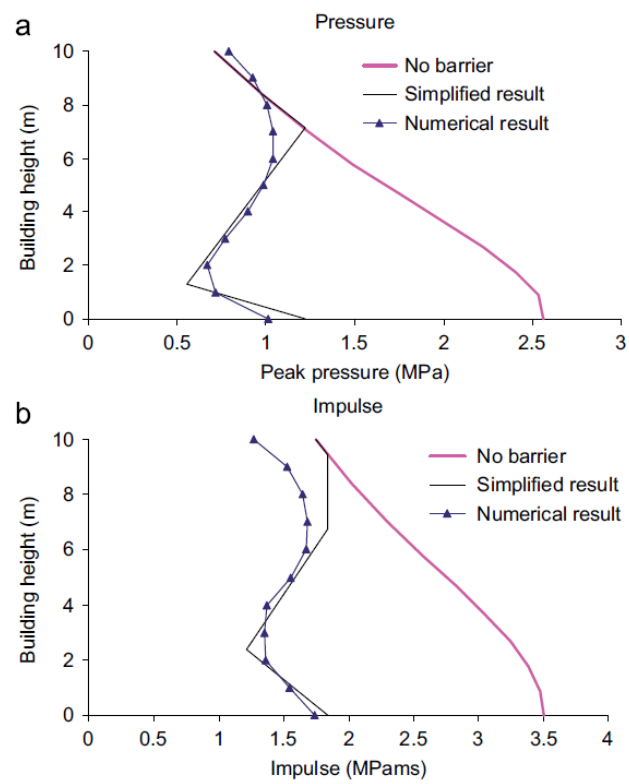 a
Pressure
No barrier
Simplified result
Numerical result
Building height (m)
10
8
6
4
2
0
0 0.5 1 1.5 2 2.5 3
Peak pressure (MPa)
b
Impulse
No barrier
Simplified result
Numerical result
Building height (m)
10
8
6
4
2
0
0 0.5 1 1.5 2 2.5 3 3.5 4
Impulse (MPams)